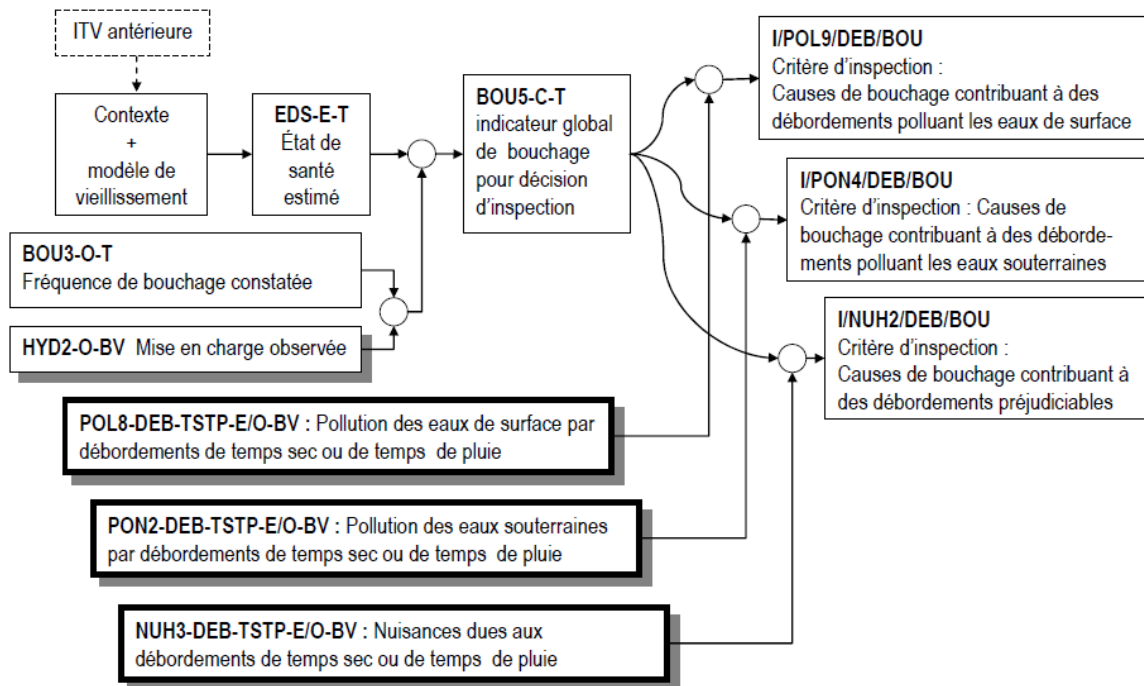 ITV antérieure
Contexte
+
modèle de
vieillissement
EDS-E-T
État de
santé
estimé
BOU5-C-T
indicateur global
de bouchage
pour décision
d'inspection
I/POL9/DEB/BOU
Critère d'inspection :
Causes de bouchage contribuant à des
débordements polluant les eaux de surface
I/PON4/DEB/BOU
Critère d'inspection : Causes de
bouchage contribuant à des déborde-
ments polluant les eaux souterraines
I/NUH2/DEB/BOU
Critère d'inspection :
Causes de bouchage contribuant à
des débordements préjudiciables
BOU3-O-T
Fréquence de bouchage constatée
HYD2-O-BV Mise en charge observée
POL8-DEB-TSTP-E/O-BV : Pollution des eaux de surface par
débordements de temps sec ou de temps de pluie
PON2-DEB-TSTP-E/O-BV : Pollution des eaux souterraines
par débordements de temps sec ou de temps de pluie
NUH3-DEB-TSTP-E/O-BV : Nuisances dues aux
débordements de temps sec ou de temps de pluie